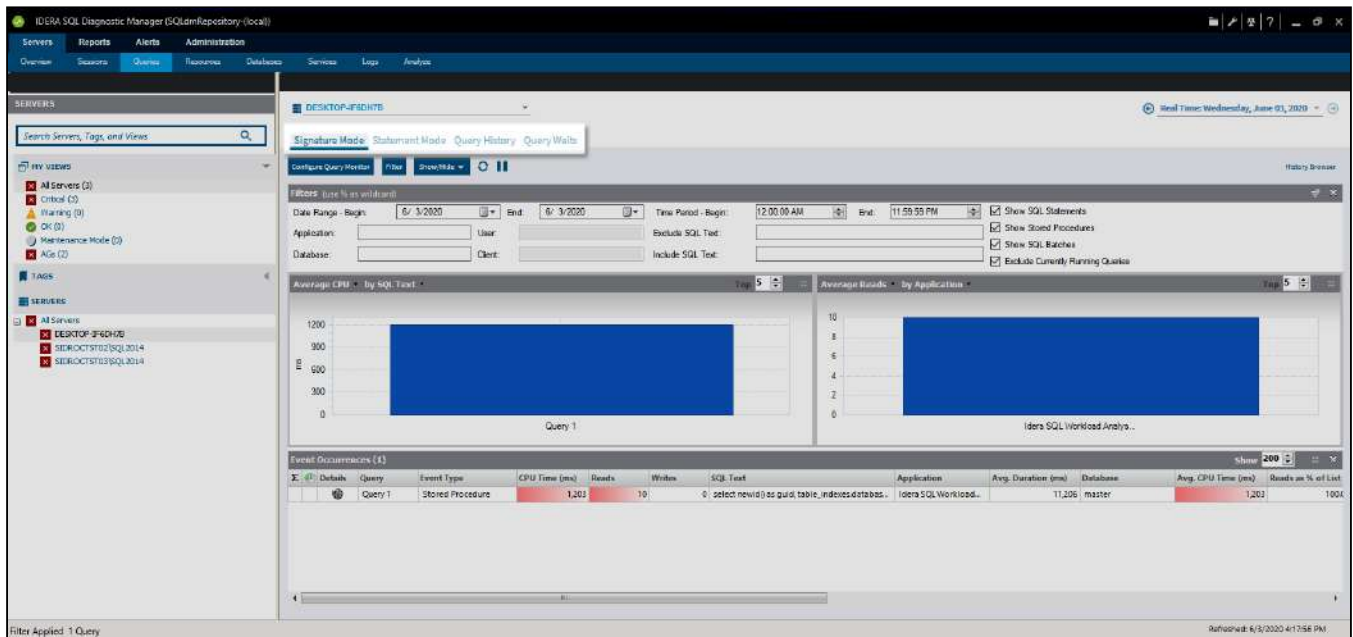 IDERA SQL Diagnostic Manager (SQLdmRepository-(local))
Servers Reports Alerts Administration
Overview Sessions Queries Resources Databases Services Logs Analyze
SERVERS
DESKTOP-IF6DH7B
Real Time: Wednesday, June 03, 2020
Search Servers, Tags, and Views
Signature Mode Statement Mode Query History Query Waits
MY VIEWS
Configure Query Monitor Filter Show/Hide
History Browser
All Servers (3)
Critical (3)
Warning (0)
OK (0)
Maintenance Mode (0)
AGs (2)
Filters (use % as wildcard)
Date Range - Begin: 6/ 3/2020 End: 6/ 3/2020 Time Period - Begin: 12:00:00 AM End: 11:59:59 PM Show SQL Statements
Application: User: Exclude SQL Text: Show Stored Procedures
Show SQL Batches
Database: Client: Include SQL Text: Exclude Currently Running Queries
TAGS
SERVERS
All Servers
DESKTOP-IF6DH7B
SIDROCTST02\SQL2014
SIDROCTST03\SQL2014
Average CPU by SQL Text Top 5
1200
900
600
300
0
ms
Query 1
Average Reads by Application Top 5
10
8
6
4
2
0
Idera SQL Workload Analys...
Event Occurrences (1) Show 200
Σ Details Query Event Type CPU Time (ms) Reads Writes SQL Text Application Avg. Duration (ms) Database Avg. CPU Time (ms) Reads as % of List
Query 1 Stored Procedure 1,203 10 0 select newid() as guid, table_indexes.databas... Idera SQL Workload... 11,206 master 1,203 100.0
Filter Applied 1 Query
Refreshed: 6/3/2020 4:17:56 PM